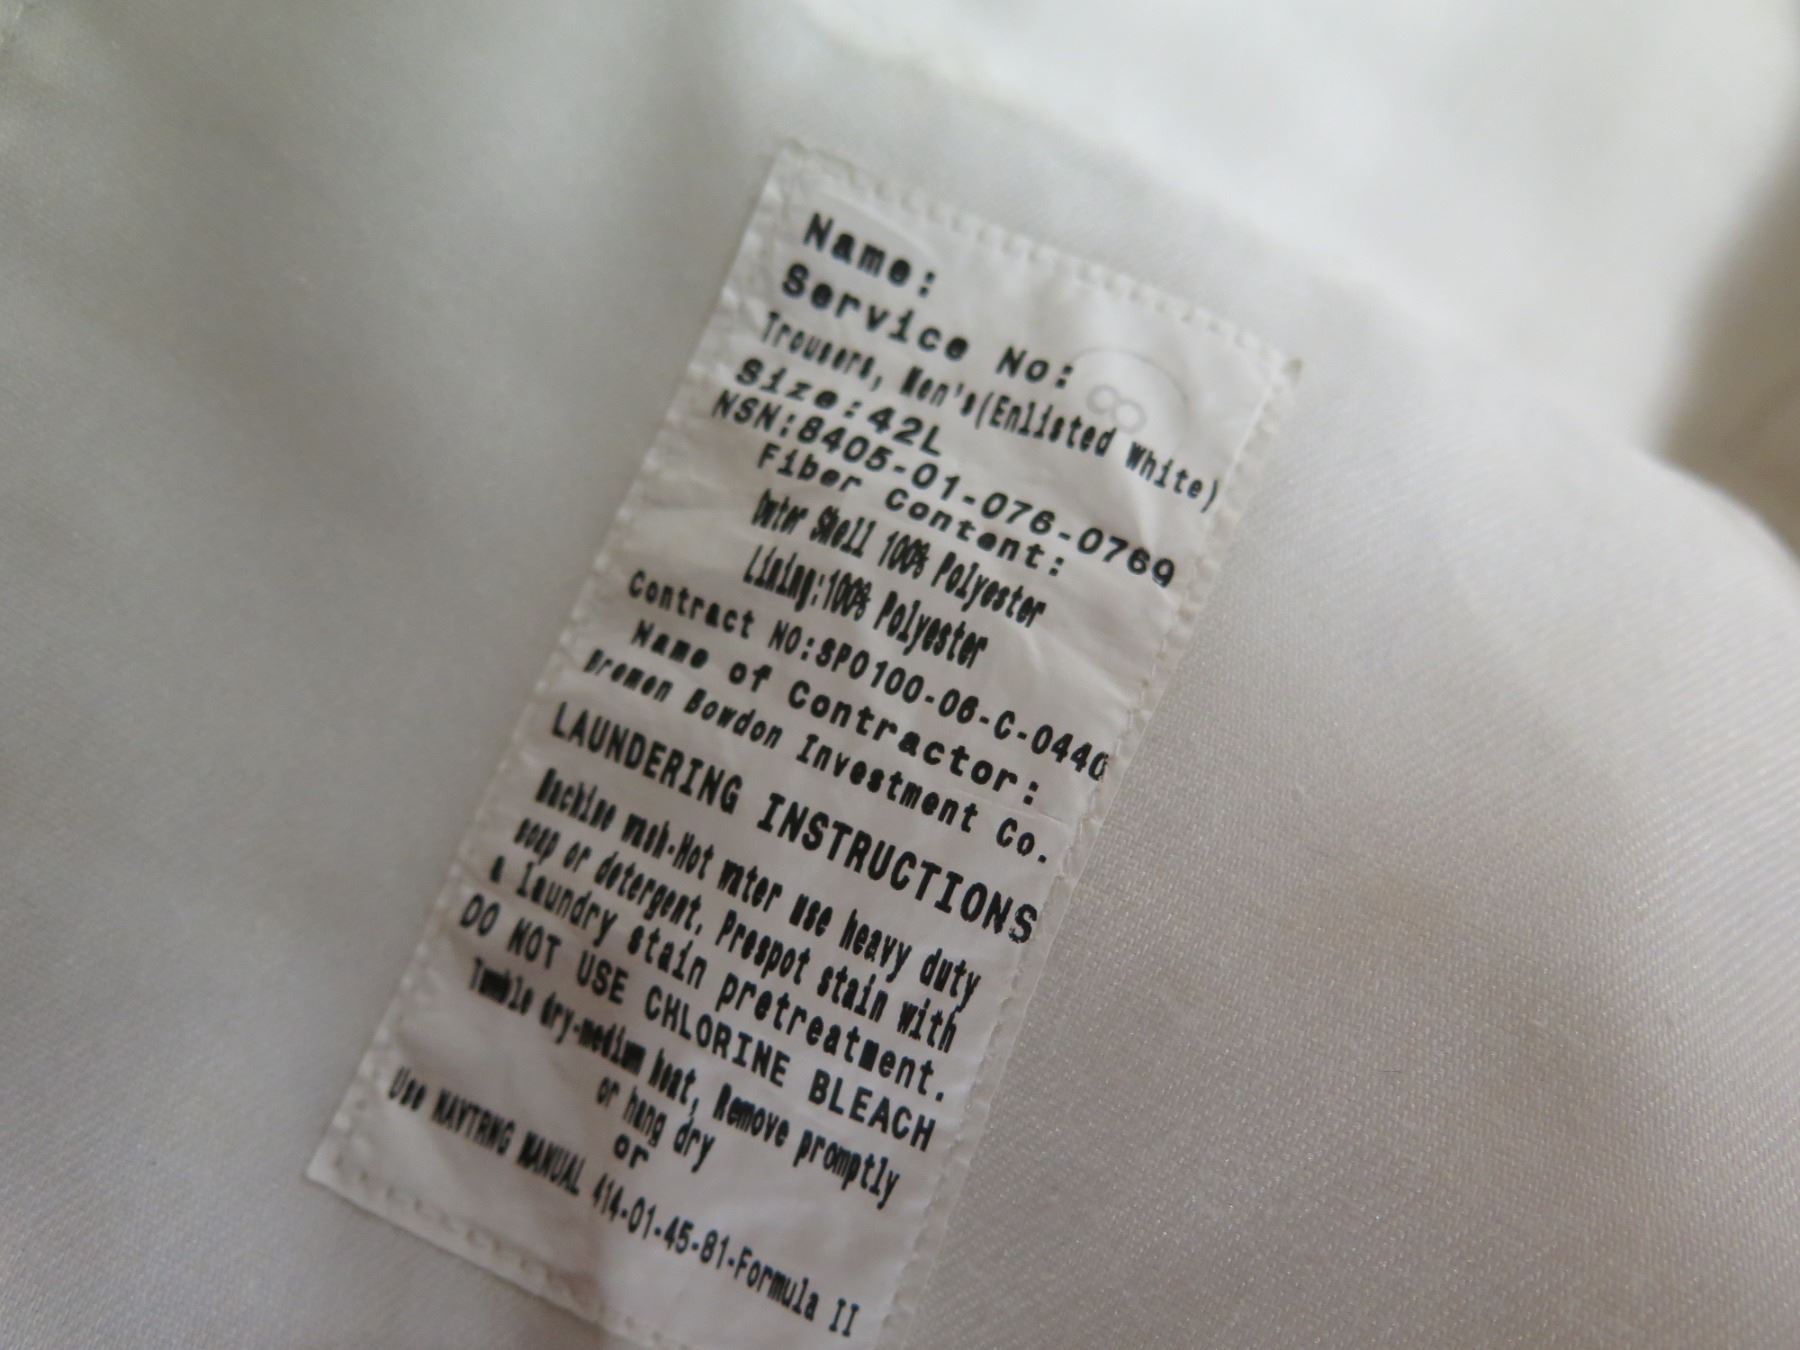 Name:
Service No:
Trousers, Men's(Enlisted White)
Size:42L
NSN:8405-01-076-0769
Fiber Content:
Outer Shell 100% Polyester
Lining:100% Polyester
Contract NO:SPO100-06-C-0440
Name of Contractor:
Bremen Bowdon Investment Co.
LAUNDERING INSTRUCTIONS
Machine wash-Hot water use heavy duty
soap or detergent. Prespot stain with
a laundry stain pretreatment.
DO NOT USE CHLORINE BLEACH
Tumble dry-medium heat, Remove promptly
or hang dry
or
Use NAVTRNG MANUAL 414-01-45-81-Formula II